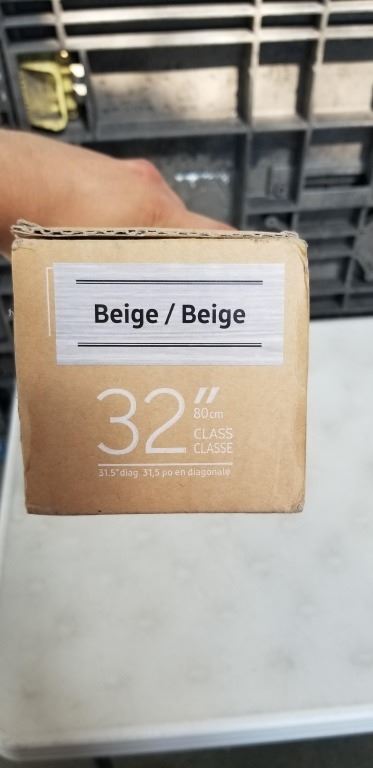 Beige / Beige
32"
80cm
CLASS
CLASSE
31.5" diag 31,5 po en diagonale